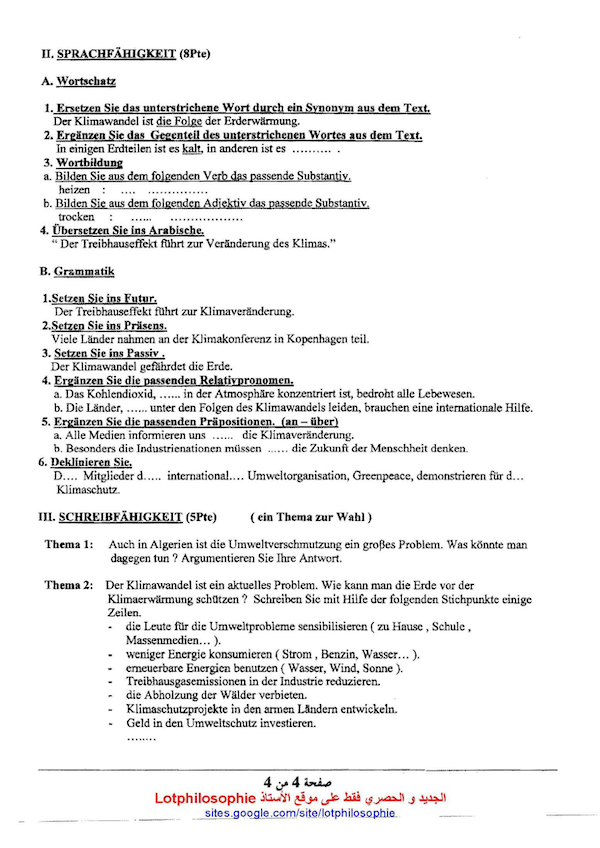 II. SPRACHFÄHIGKEIT (8Pte)
A. Wortschatz
1. Ersetzen Sie das unterstrichene Wort durch ein Synonym aus dem Text.
Der Klimawandel ist die Folge der Erderwärmung.
2. Ergänzen Sie das Gegenteil des unterstrichenen Wortes aus dem Text.
In einigen Erdteilen ist es kalt, in anderen ist es .......... .
3. Wortbildung
a. Bilden Sie aus dem folgenden Verb das passende Substantiv.
heizen : .... ...............
b. Bilden Sie aus dem folgenden Adjektiv das passende Substantiv.
trocken : ...... ..................
4. Übersetzen Sie ins Arabische.
“ Der Treibhauseffekt führt zur Veränderung des Klimas.”
B. Grammatik
1.Setzen Sie ins Futur.
Der Treibhauseffekt führt zur Klimaveränderung.
2.Setzen Sie ins Präsens.
Viele Länder nahmen an der Klimakonferenz in Kopenhagen teil.
3. Setzen Sie ins Passiv .
Der Klimawandel gefährdet die Erde.
4. Ergänzen Sie die passenden Relativpronomen.
a. Das Kohlendioxid, ...... in der Atmosphäre konzentriert ist, bedroht alle Lebewesen.
b. Die Länder, ...... unter den Folgen des Klimawandels leiden, brauchen eine internationale Hilfe.
5. Ergänzen Sie die passenden Präpositionen. (an – über)
a. Alle Medien informieren uns ...... die Klimaveränderung.
b. Besonders die Industrienationen müssen ...... die Zukunft der Menschheit denken.
6. Deklinieren Sie.
D.... Mitglieder d..... international.... Umweltorganisation, Greenpeace, demonstrieren für d...
Klimaschutz.
III. SCHREIBFÄHIGKEIT (5Pte) ( ein Thema zur Wahl )
Thema 1: Auch in Algerien ist die Umweltverschmutzung ein großes Problem. Was könnte man
dagegen tun ? Argumentieren Sie Ihre Antwort.
Thema 2: Der Klimawandel ist ein aktuelles Problem. Wie kann man die Erde vor der
Klimaerwärmung schützen ? Schreiben Sie mit Hilfe der folgenden Stichpunkte einige
Zeilen.
- die Leute für die Umweltprobleme sensibilisieren ( zu Hause , Schule ,
Massenmedien... ).
- weniger Energie konsumieren ( Strom , Benzin, Wasser... ).
- erneuerbare Energien benutzen ( Wasser, Wind, Sonne ).
- Treibhausgasemissionen in der Industrie reduzieren.
- die Abholzung der Wälder verbieten.
- Klimaschutzprojekte in den armen Ländern entwickeln.
- Geld in den Umweltschutz investieren.
........
صفحة 4 من 4
الجديد و الحصري فقط على موقع الأستاذ Lotphilosophie
sites.google.com/site/lotphilosophie